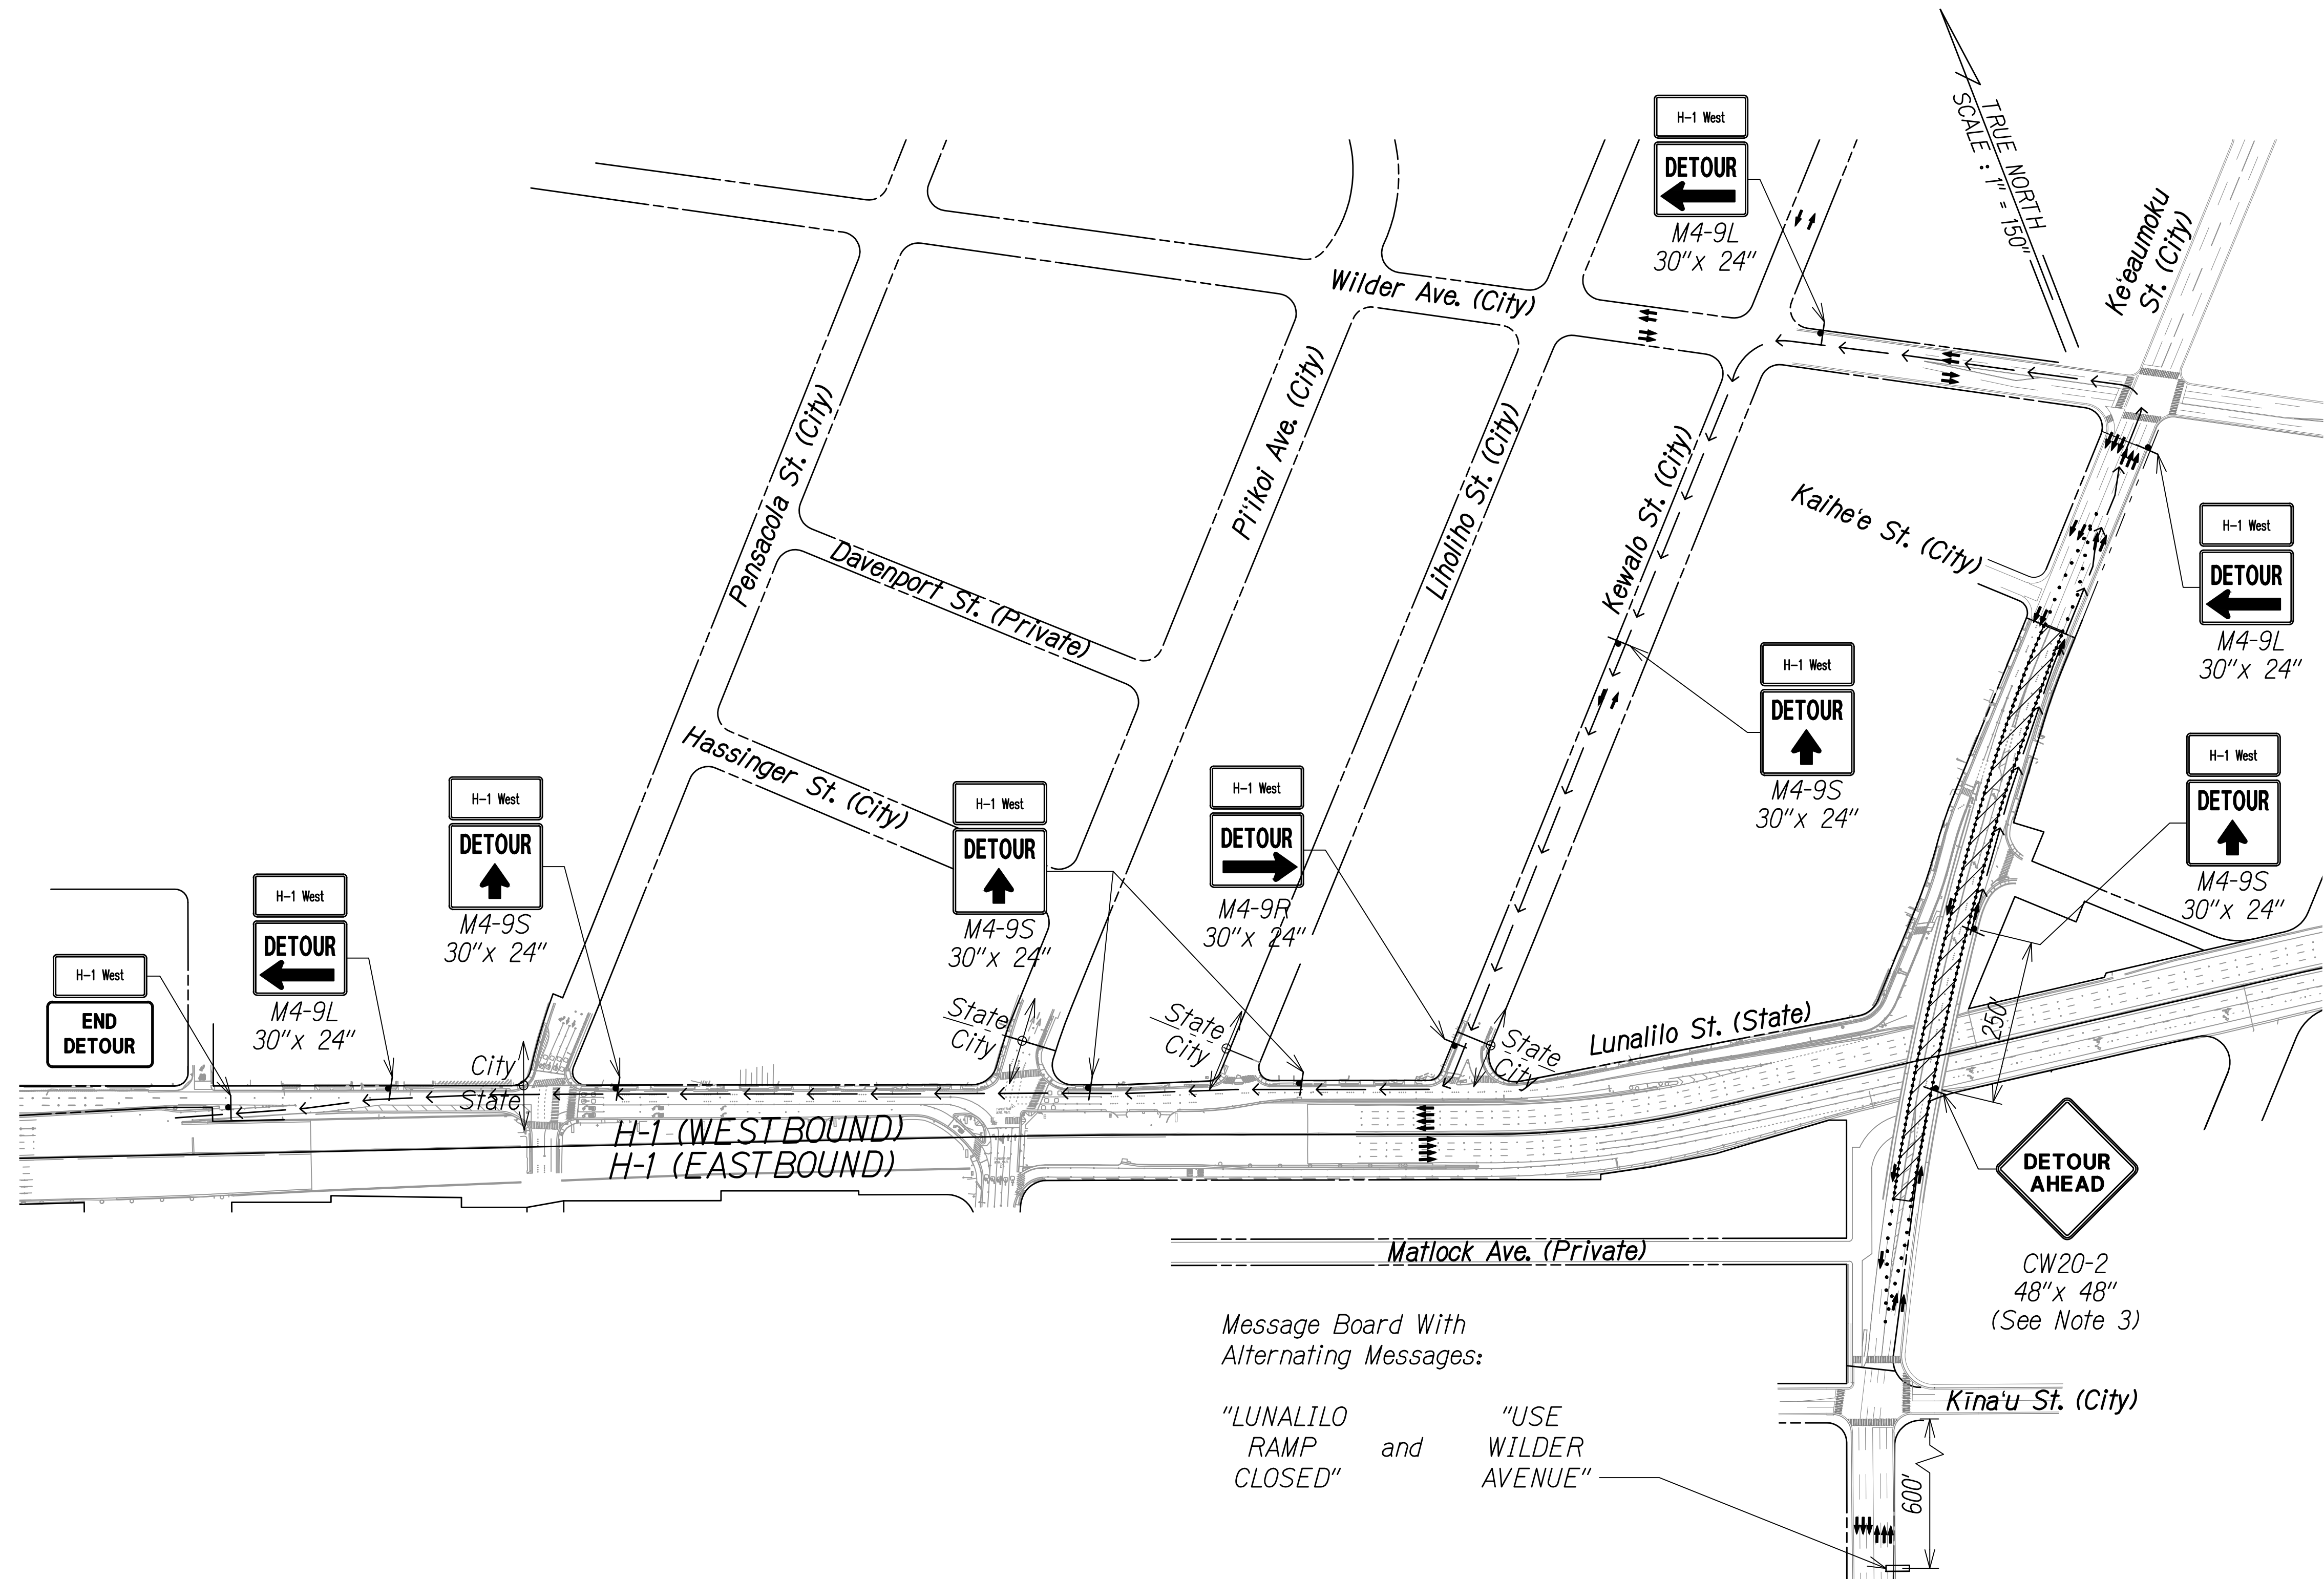 H-1 West
DETOUR
M4-9L
30"x 24"
TRUE NORTH
SCALE : 1" = 150'
Ke'eaumoku
St. (City)
Wilder Ave. (City)
Pensacola St. (City)
Pi'ikoi Ave. (City)
Liholiho St. (City)
Kewalo St. (City)
Kaihe'e St. (City)
H-1 West
DETOUR
M4-9L
30"x 24"
Davenport St. (Private)
H-1 West
DETOUR
M4-9S
30"x 24"
Hassinger St. (City)
H-1 West
DETOUR
M4-9S
30"x 24"
H-1 West
DETOUR
M4-9S
30"x 24"
H-1 West
DETOUR
M4-9S
30"x 24"
H-1 West
DETOUR
M4-9R
30"x 24"
H-1 West
DETOUR
M4-9L
30"x 24"
H-1 West
END
DETOUR
City
State
State
City
State
City
State
City
Lunalilo St. (State)
250'
H-1 (WESTBOUND)
H-1 (EASTBOUND)
DETOUR
AHEAD
CW20-2
48"x 48"
(See Note 3)
Matlock Ave. (Private)
Message Board With
Alternating Messages:
"LUNALILO "USE
RAMP and WILDER
CLOSED" AVENUE"
Kīna'u St. (City)
600'